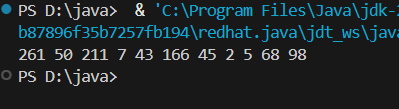 PS D:\java>  & 'C:\Program Files\Java\jdk-2
b87896f35b7257fb194\redhat.java\jdt_ws\java
261 50 211 7 43 166 45 2 5 68 98
PS D:\java>